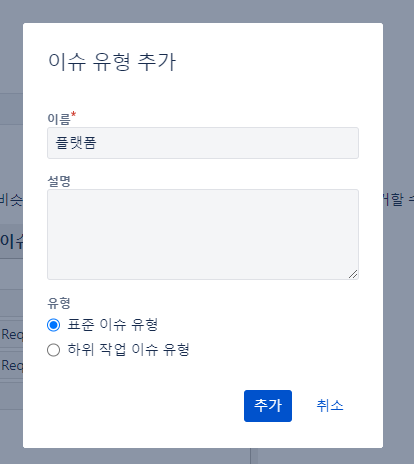 이슈 유형 추가
이름*
플랫폼
설명
비슷
거할 수
이슈
Req
Req
유형
표준 이슈 유형
하위 작업 이슈 유형
추가 취소